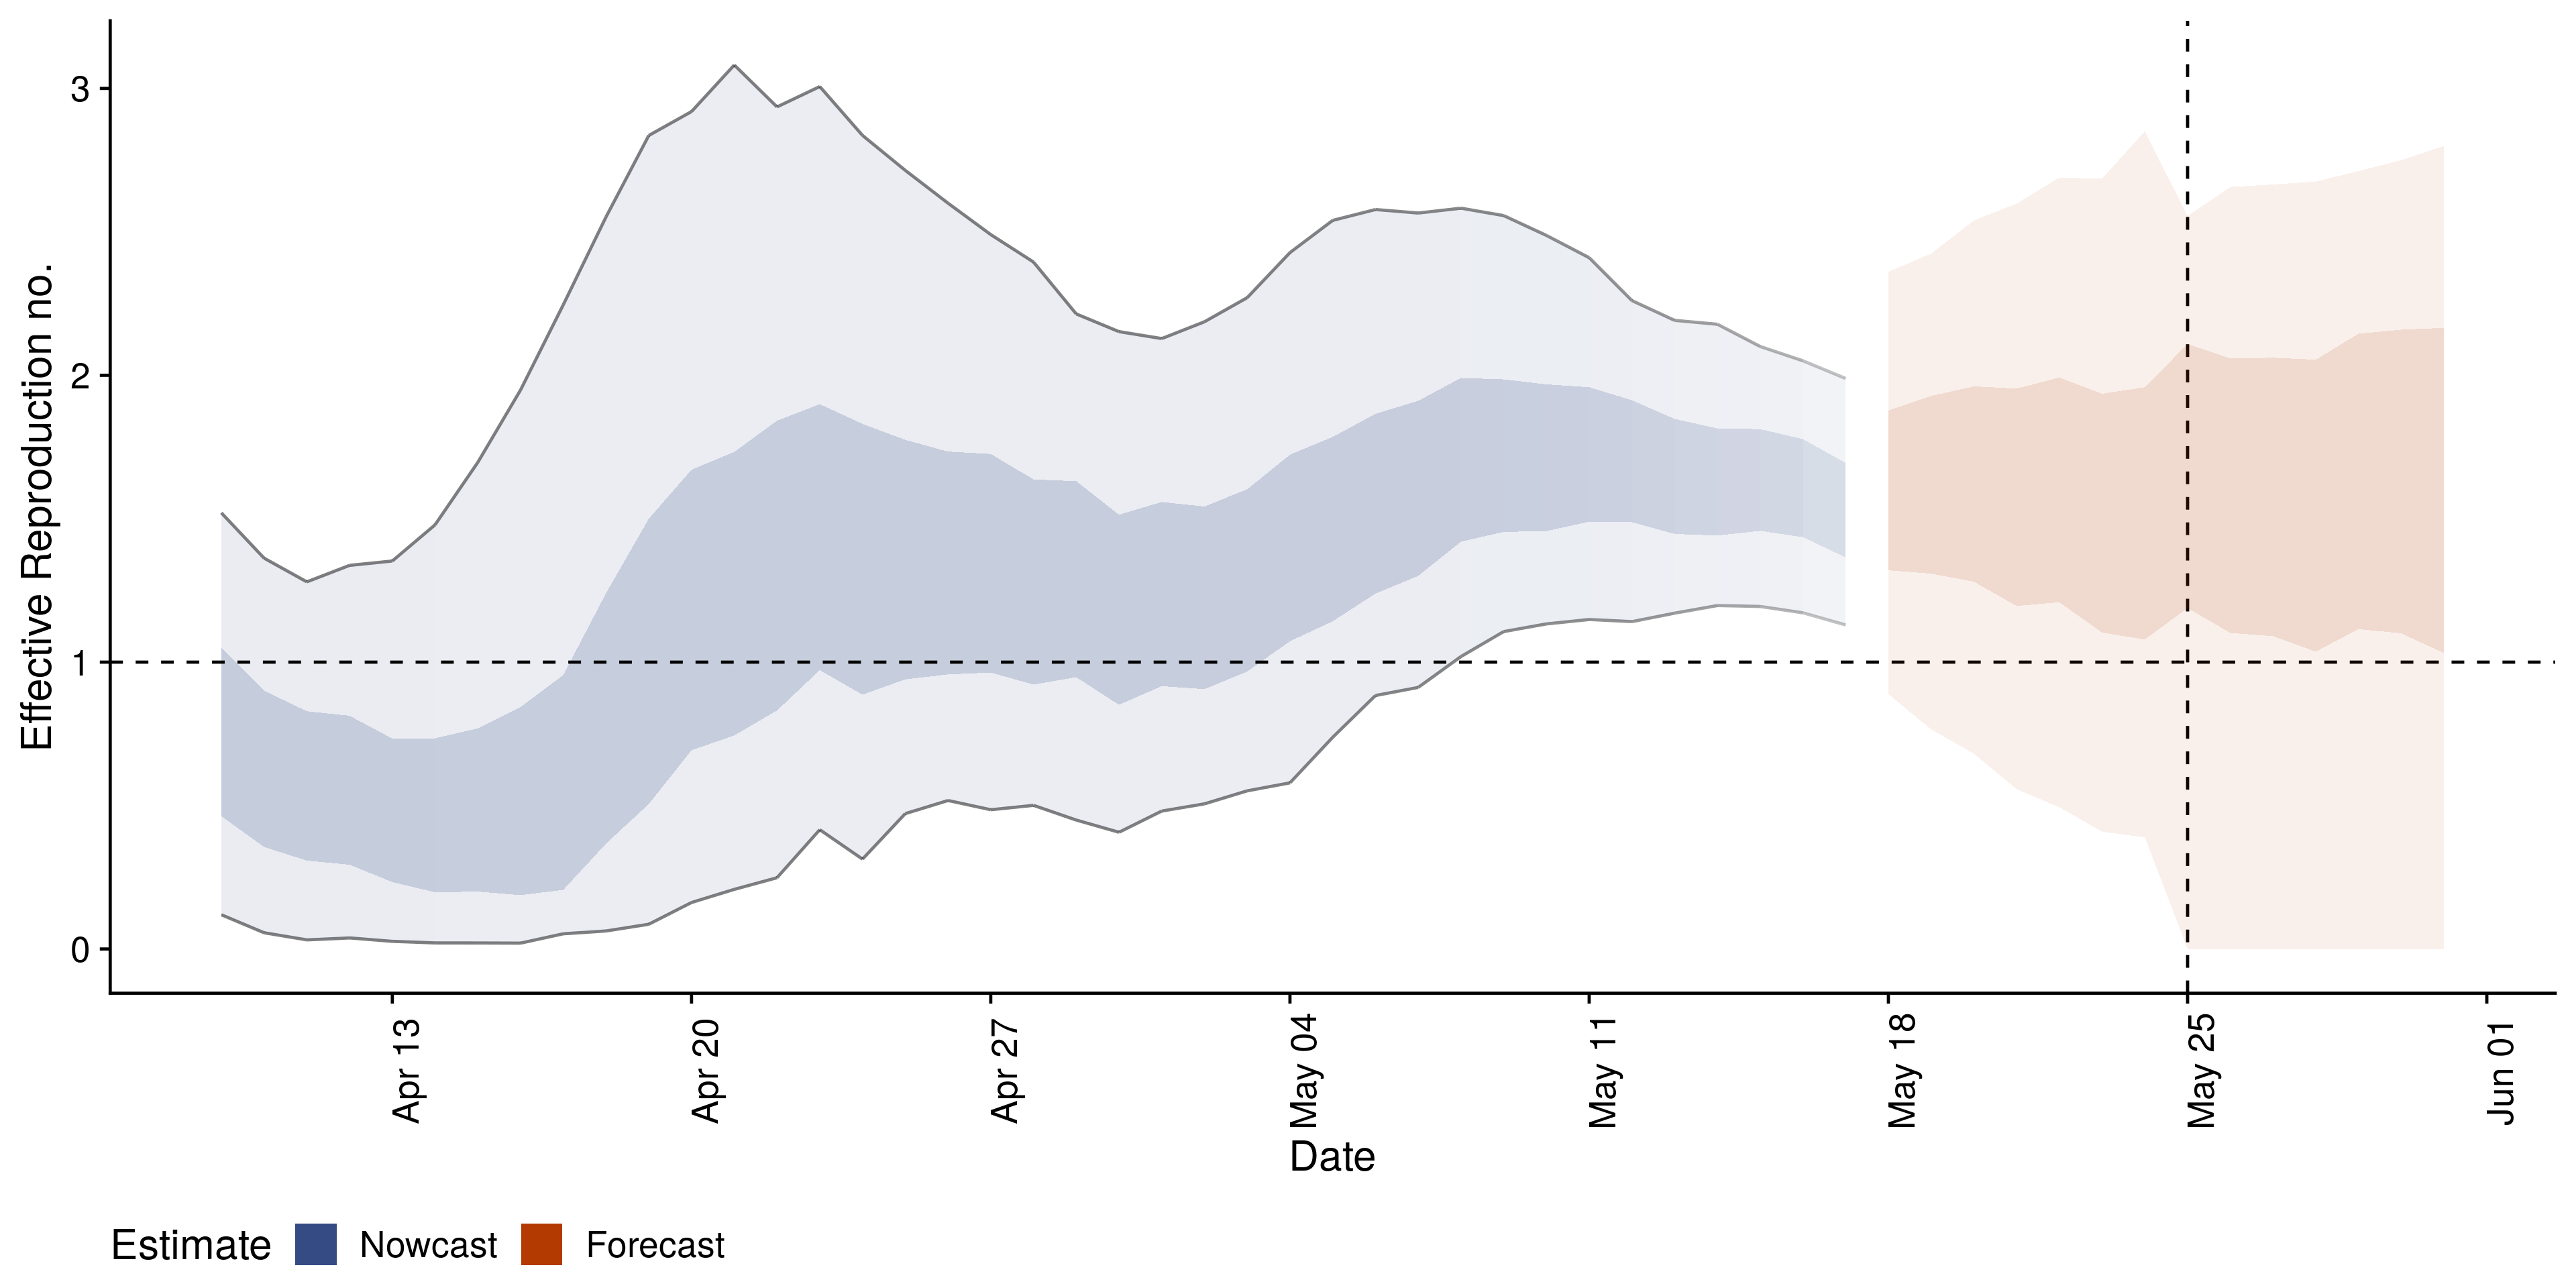 Effective Reproduction no.
3
2
1
0
Apr 13
Apr 20
Apr 27
May 04
May 11
May 18
May 25
Jun 01
Date
Estimate Nowcast Forecast